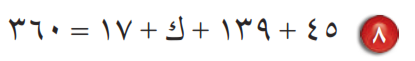 ٨ ٤٥ + ١٣٩ + ك + ١٧ = ٣٦٠